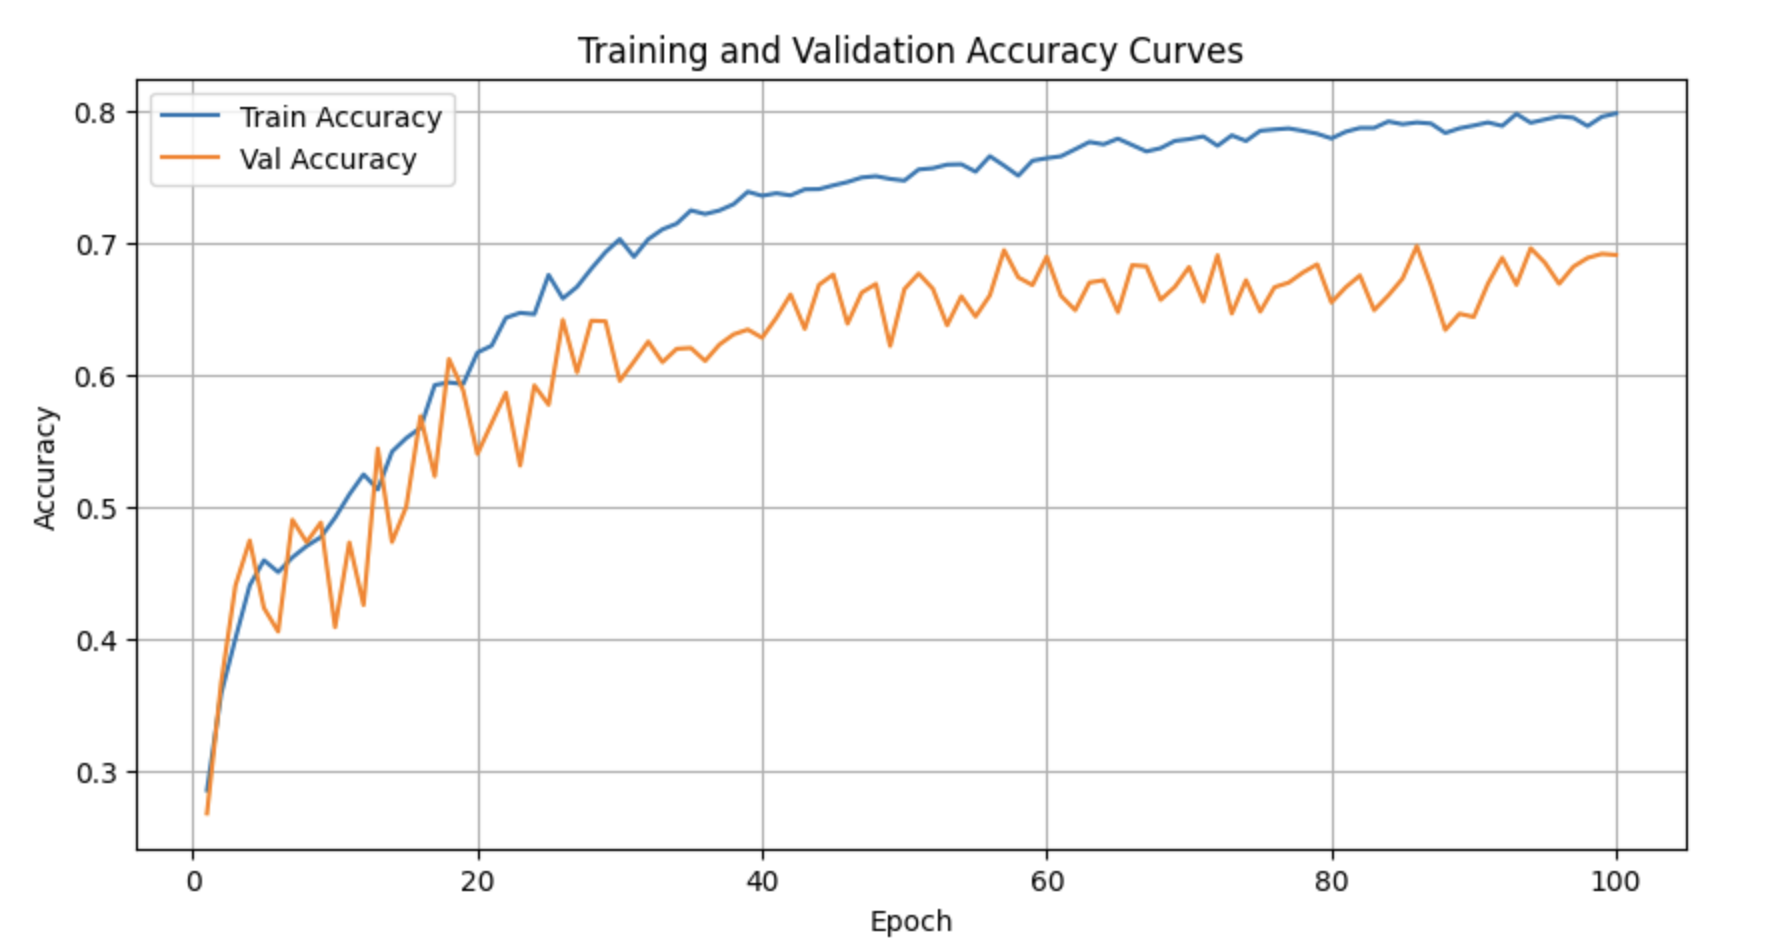 Training and Validation Accuracy Curves
Train Accuracy
Val Accuracy
0.8
0.7
0.6
0.5
0.4
0.3
Accuracy
0 20 40 60 80 100
Epoch